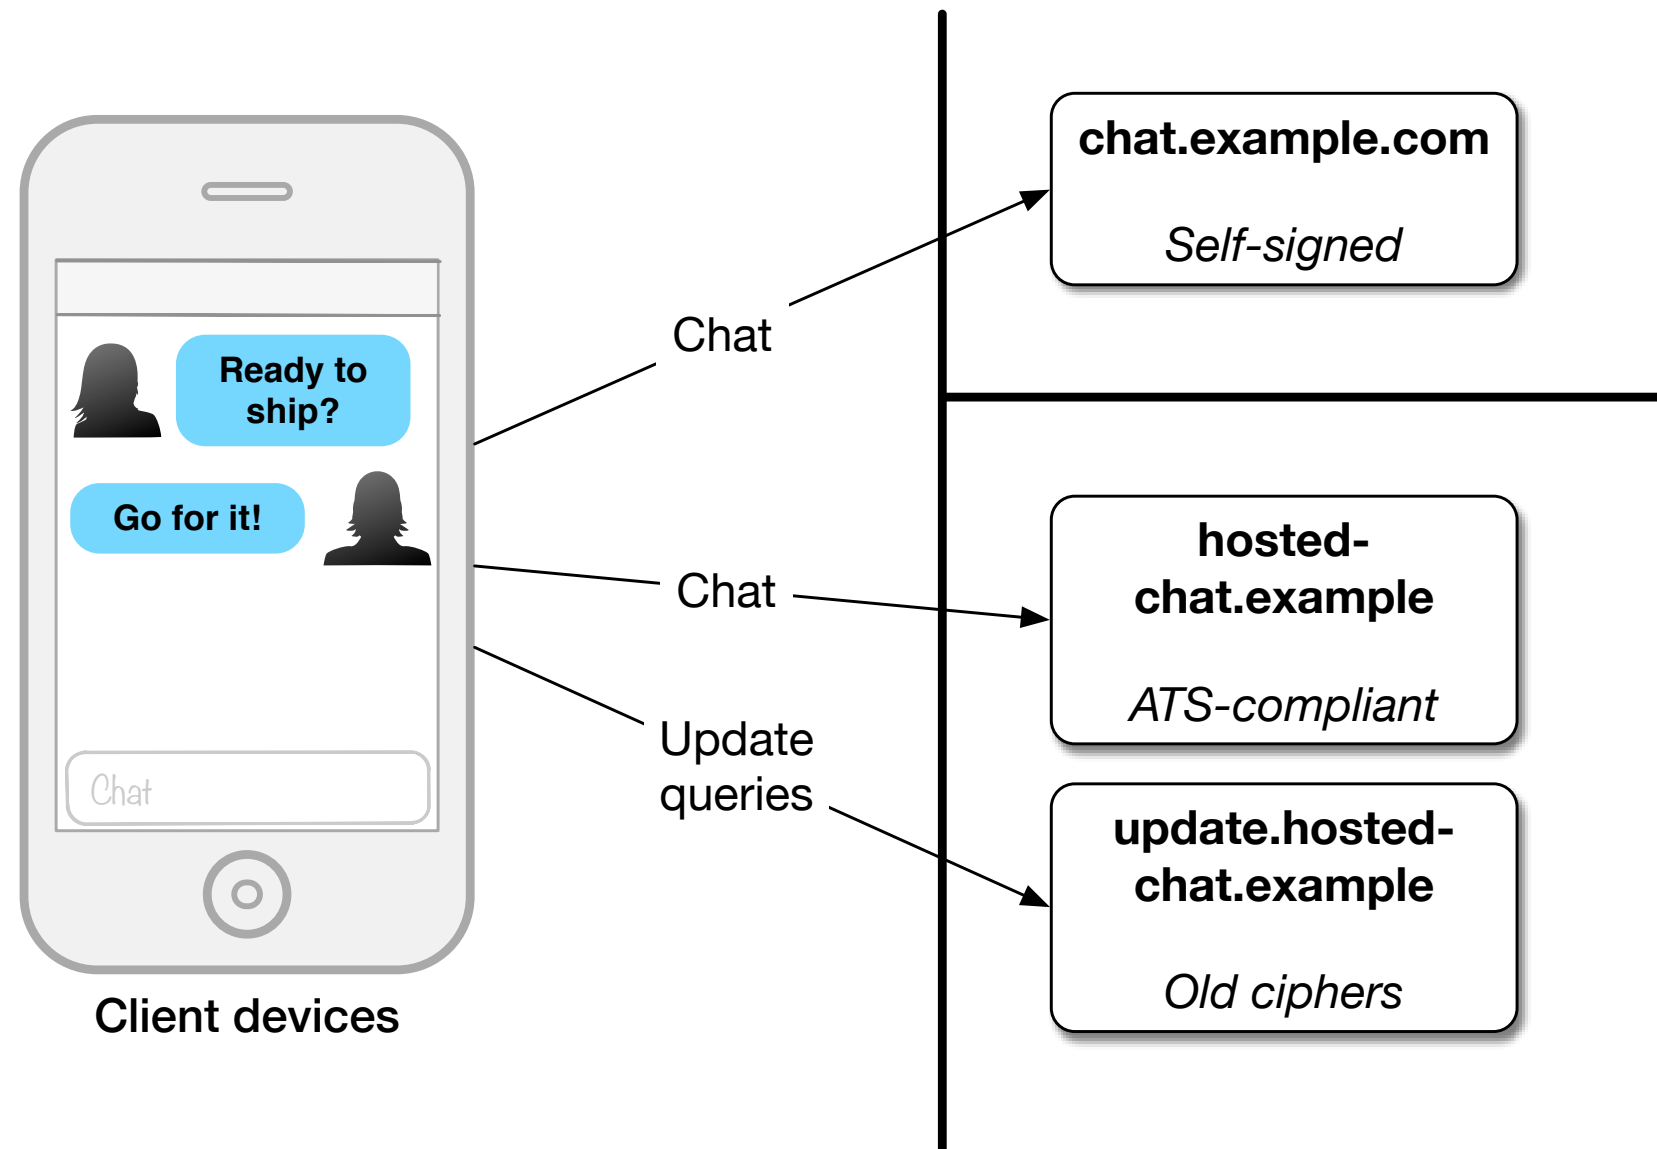 Ready to
ship?
Go for it!
Chat
Client devices
Chat
Chat
Update
queries
chat.example.com
Self-signed
hosted-
chat.example
ATS-compliant
update.hosted-
chat.example
Old ciphers